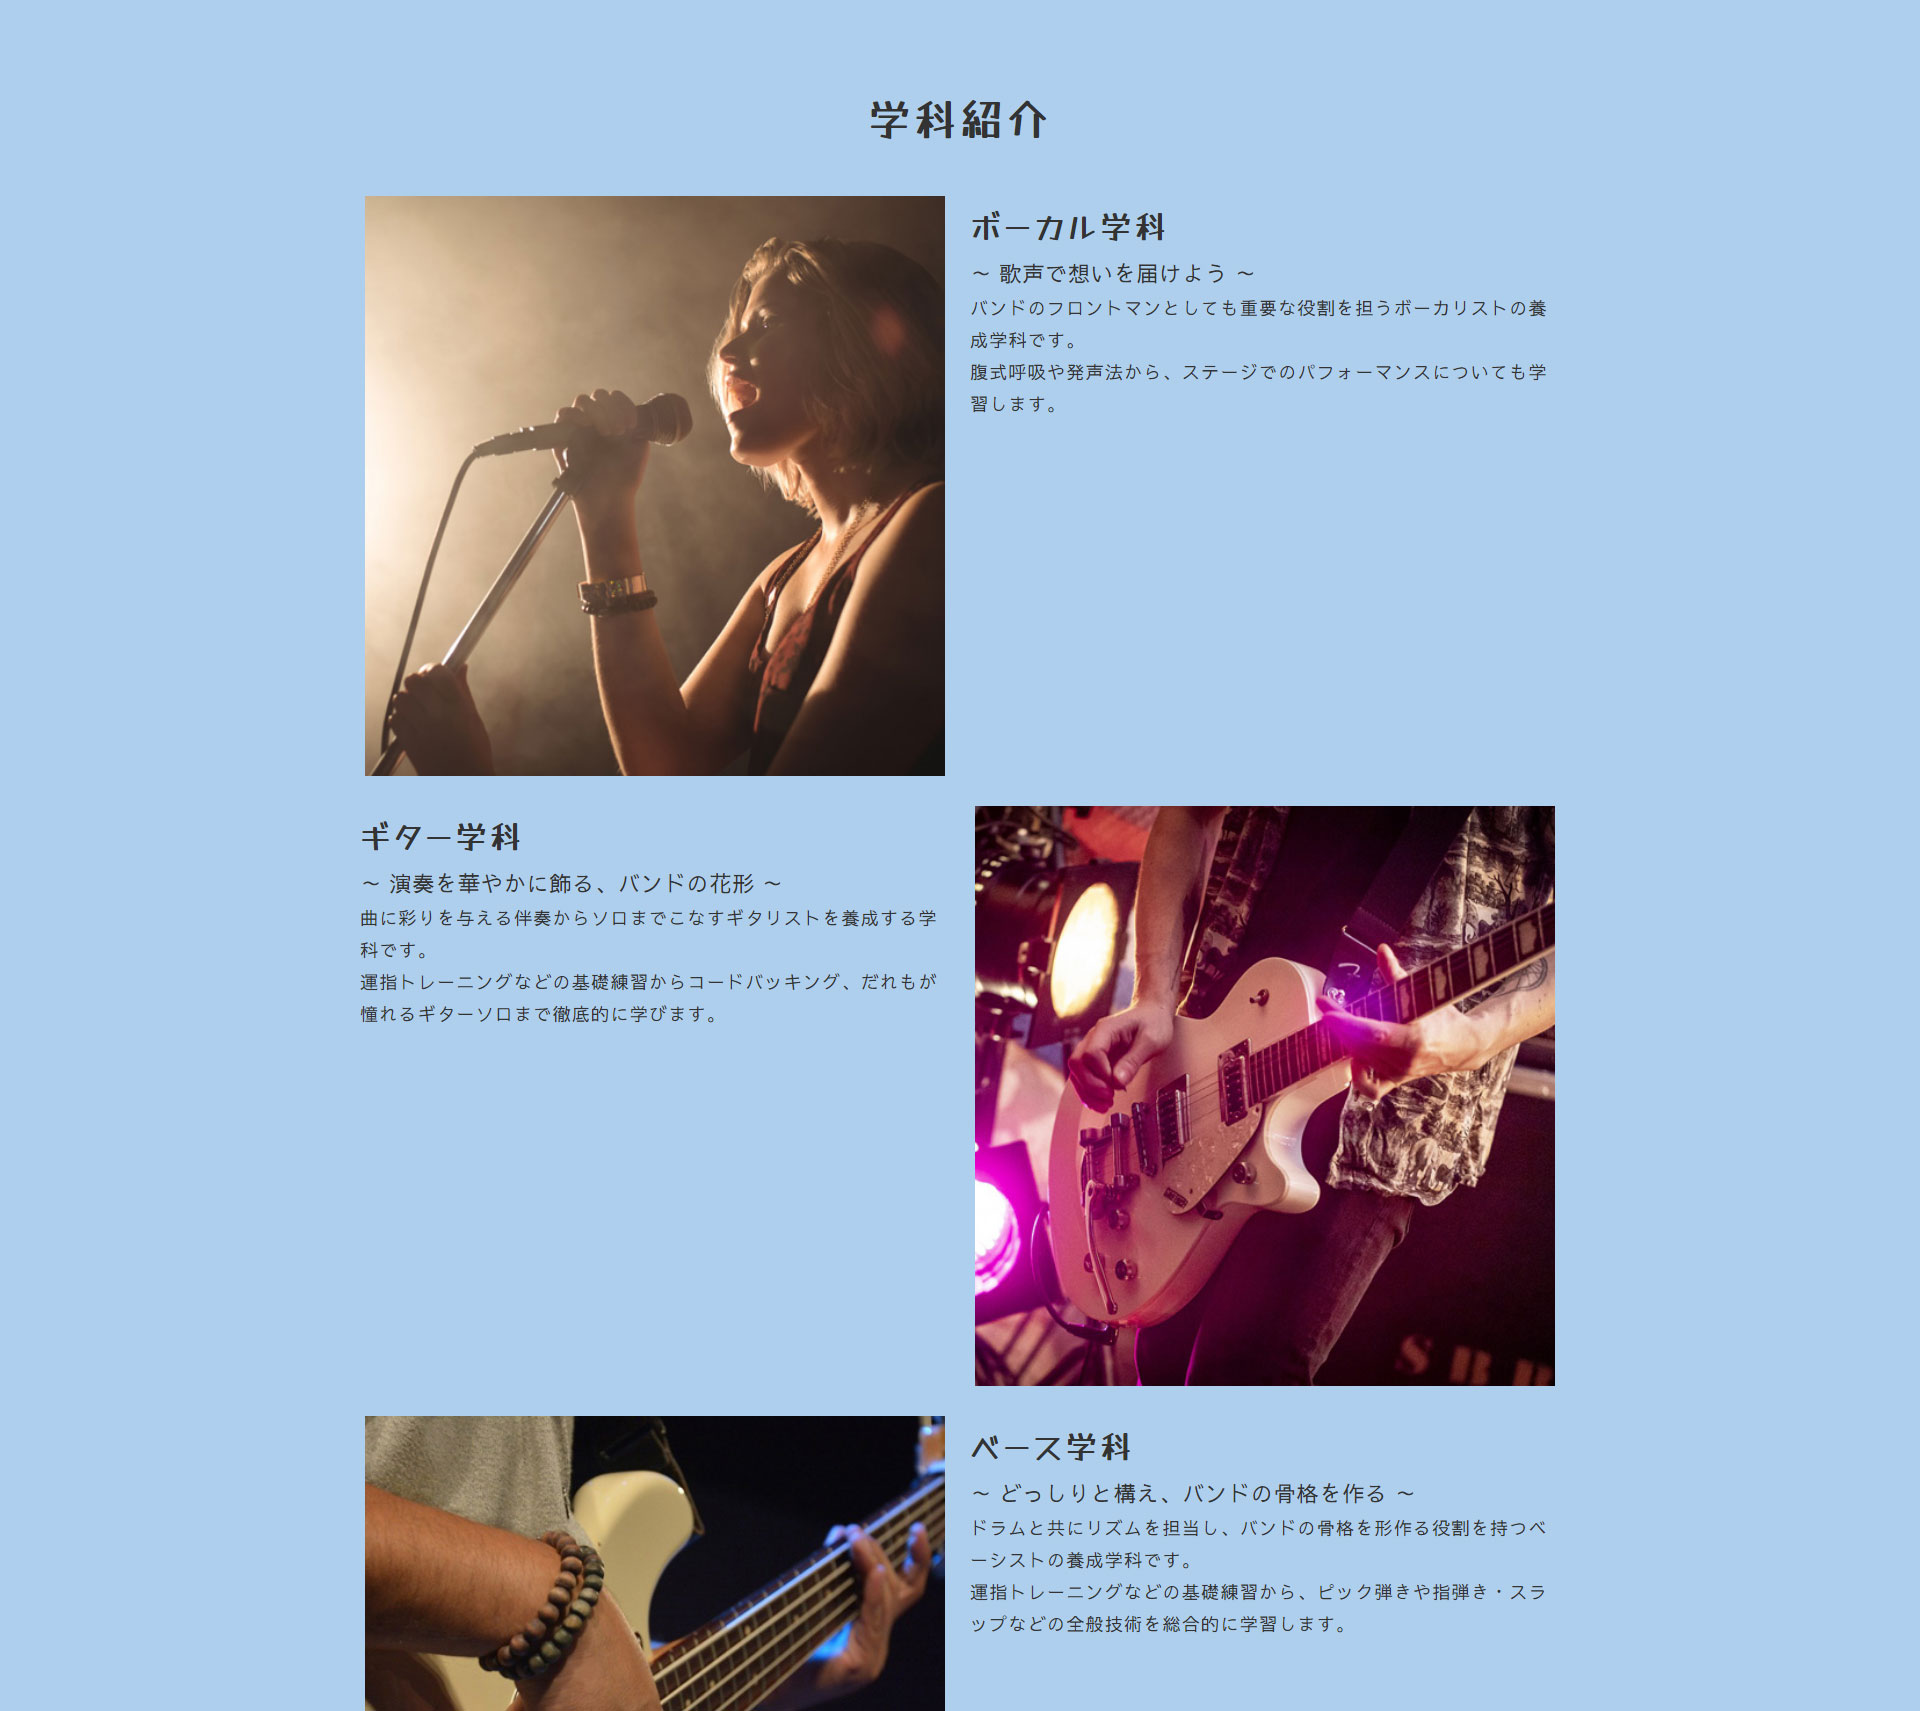 学科紹介
ボーカル学科
～ 歌声で想いを届けよう ～
バンドのフロントマンとしても重要な役割を担うボーカリストの養
成学科です。
腹式呼吸や発声法から、ステージでのパフォーマンスについても学
習します。
ギター学科
～ 演奏を華やかに飾る、バンドの花形 ～
曲に彩りを与える伴奏からソロまでこなすギタリストを養成する学
科です。
運指トレーニングなどの基礎練習からコードバッキング、だれもが
憧れるギターソロまで徹底的に学びます。
ベース学科
～ どっしりと構え、バンドの骨格を作る ～
ドラムと共にリズムを担当し、バンドの骨格を形作る役割を持つベ
ーシストの養成学科です。
運指トレーニングなどの基礎練習から、ピック弾きや指弾き・スラ
ップなどの全般技術を総合的に学習します。